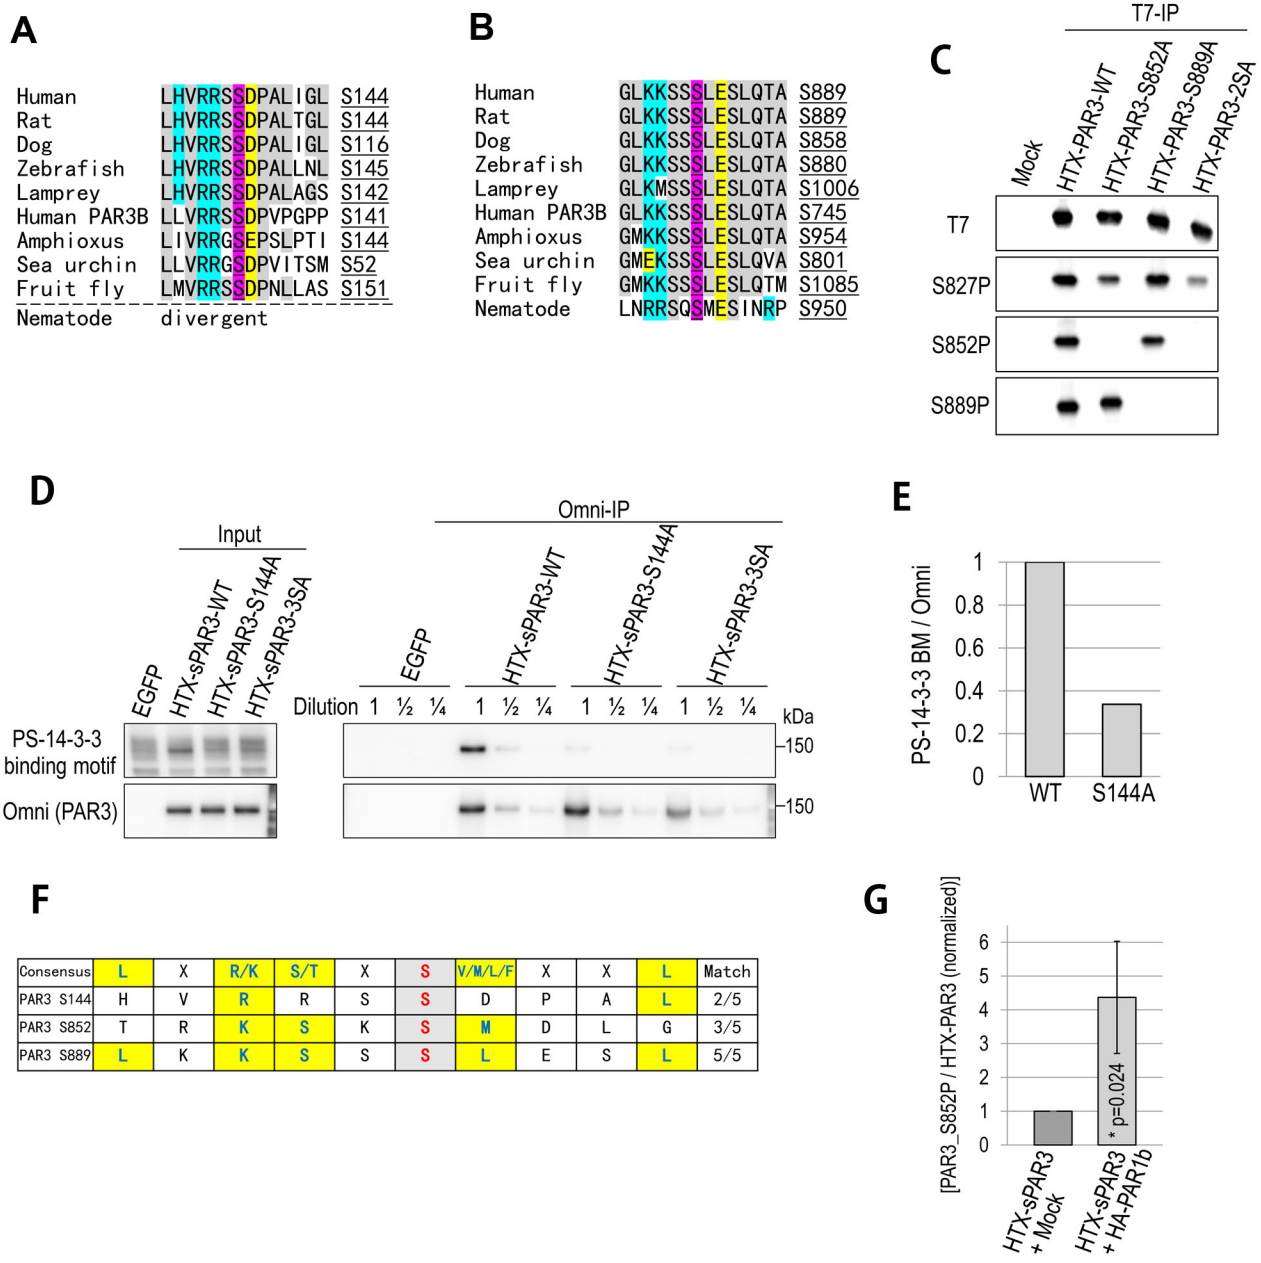 A
Human LHVRRSSDPALIGL S144
Rat LHVRRSSDPALTGL S144
Dog LHVRRSSDPALIGL S116
Zebrafish LHVRRSSDPALLNL S145
Lamprey LHVRRSSDPALAGS S142
Human PAR3B LLVRRSSDPVPGPP S141
Amphioxus LIVRRGSEPSLPTI S144
Sea urchin LLVRRGSDPVITSM S52
Fruit fly LMVRRSSDPNLLAS S151
Nematode divergent
B
Human GLKKSSSLESLQTA S889
Rat GLKKSSSLESLQTA S889
Dog GLKKSSSLESLQTA S858
Zebrafish GLKKSSSLESLQTA S880
Lamprey GLKMSSSLESLQTA S1006
Human PAR3B GLKKSSSLESLQTA S745
Amphioxus GMKKSSSLESLQTA S954
Sea urchin GMEKSSSLESLQVA S801
Fruit fly GMKKSSSLESLQTM S1085
Nematode LNRRSQSMESINRP S950
C
T7-IP
Mock HTX-PAR3-WT HTX-PAR3-S852A HTX-PAR3-S889A HTX-PAR3-2SA
T7
S827P
S852P
S889P
D
Input
EGFP HTX-sPAR3-WT HTX-sPAR3-S144A HTX-sPAR3-3SA
Omni-IP
EGFP HTX-sPAR3-WT HTX-sPAR3-S144A HTX-sPAR3-3SA
Dilution 1 ½ ¼ 1 ½ ¼ 1 ½ ¼ 1 ½ ¼
kDa
PS-14-3-3
binding motif
-150
Omni (PAR3)
-150
E
PS-14-3-3 BM / Omni
1
0.8
0.6
0.4
0.2
0
WT S144A
F
Consensus L X R/K S/T X S V/M/L/F X X L Match
PAR3 S144 H V R R S S D P A L 2/5
PAR3 S852 T R K S K S M D L G 3/5
PAR3 S889 L K K S S S L E S L 5/5
G
[PAR3_S852P / HTX-PAR3 (normalized)]
6
5
4
3
2
1
0
* p=0.024
HTX-sPAR3
+ Mock
HTX-sPAR3
+ HA-PAR1b